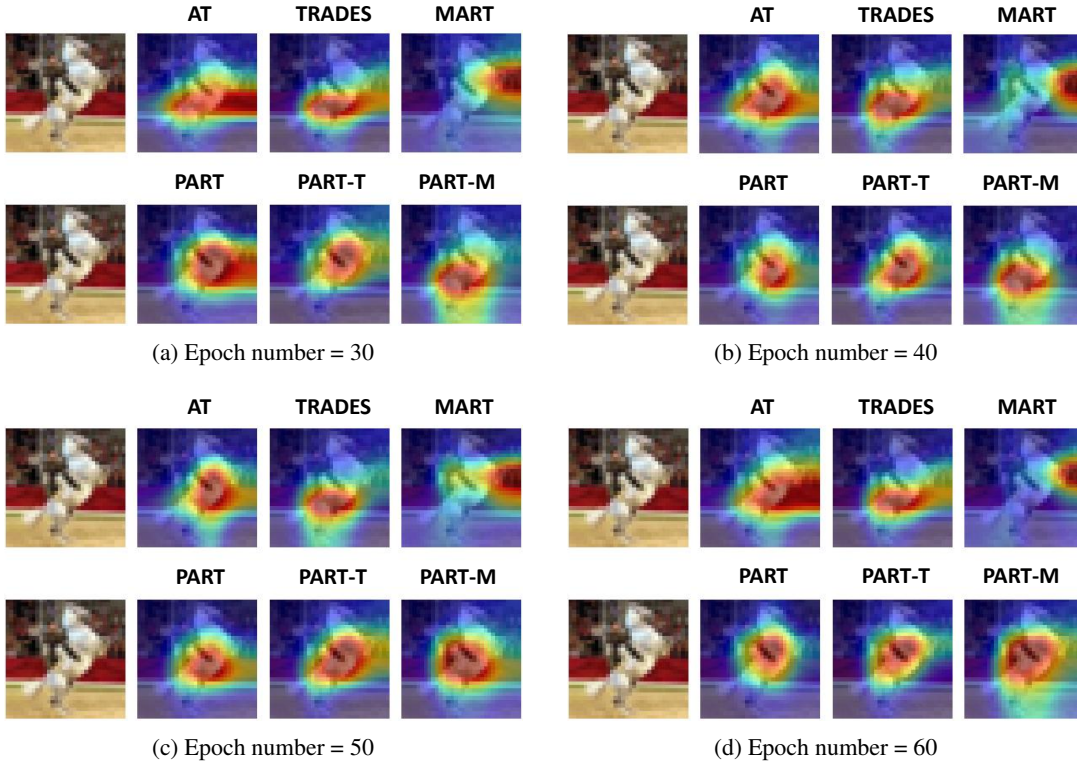 AT TRADES MART
AT TRADES MART
PART PART-T PART-M
PART PART-T PART-M
(a) Epoch number = 30
(b) Epoch number = 40
AT TRADES MART
AT TRADES MART
PART PART-T PART-M
PART PART-T PART-M
(c) Epoch number = 50
(d) Epoch number = 60